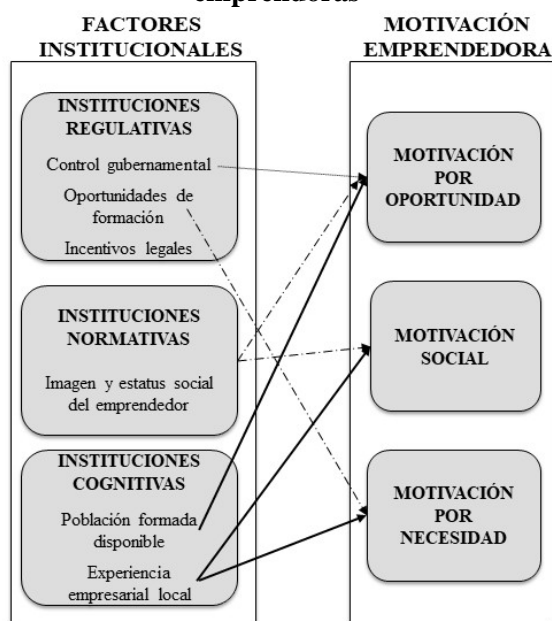 emprendedoras
FACTORES
INSTITUCIONALES
INSTITUCIONES
REGULATIVAS
Control gubernamental
Oportunidades de
formación
Incentivos legales
INSTITUCIONES
NORMATIVAS
Imagen y estatus social
del emprendedor
INSTITUCIONES
COGNITIVAS
Población formada
disponible
Experiencia
empresarial local
MOTIVACIÓN
EMPRENDEDORA
MOTIVACIÓN
POR
OPORTUNIDAD
MOTIVACIÓN
SOCIAL
MOTIVACIÓN
POR
NECESIDAD